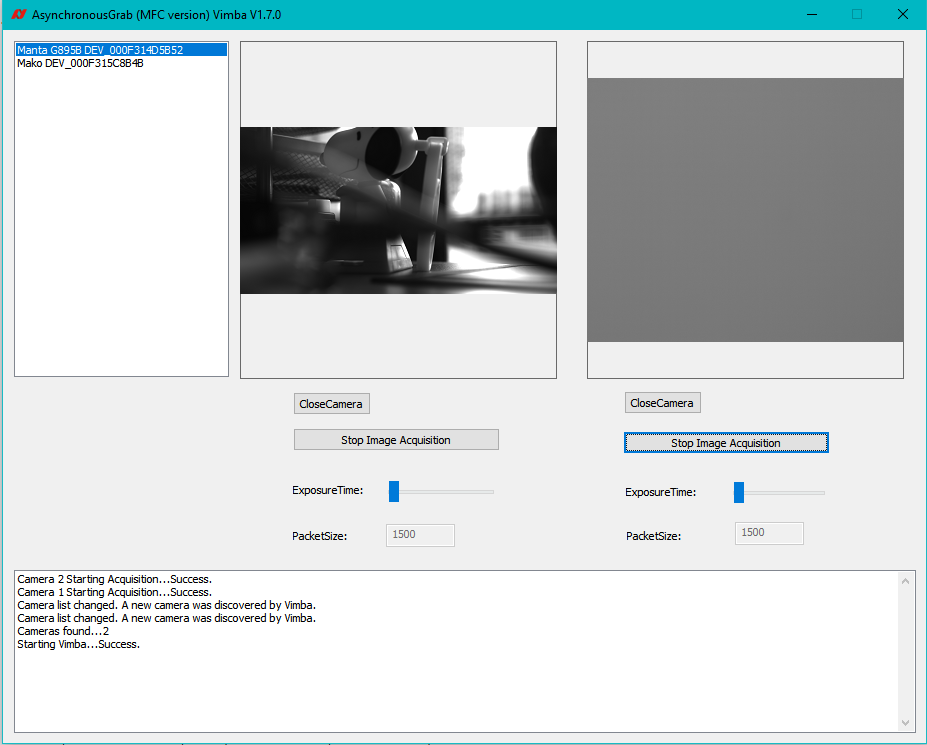 AsynchronousGrab (MFC version) Vimba V1.7.0
Manta G895B DEV_000F314D5B52
Mako DEV_000F315C8B4B
CloseCamera
Stop Image Acquisition
ExposureTime:
PacketSize:
1500
CloseCamera
Stop Image Acquisition
ExposureTime:
PacketSize:
1500
Camera 2 Starting Acquisition...Success.
Camera 1 Starting Acquisition...Success.
Camera list changed. A new camera was discovered by Vimba.
Camera list changed. A new camera was discovered by Vimba.
Cameras found...2
Starting Vimba...Success.